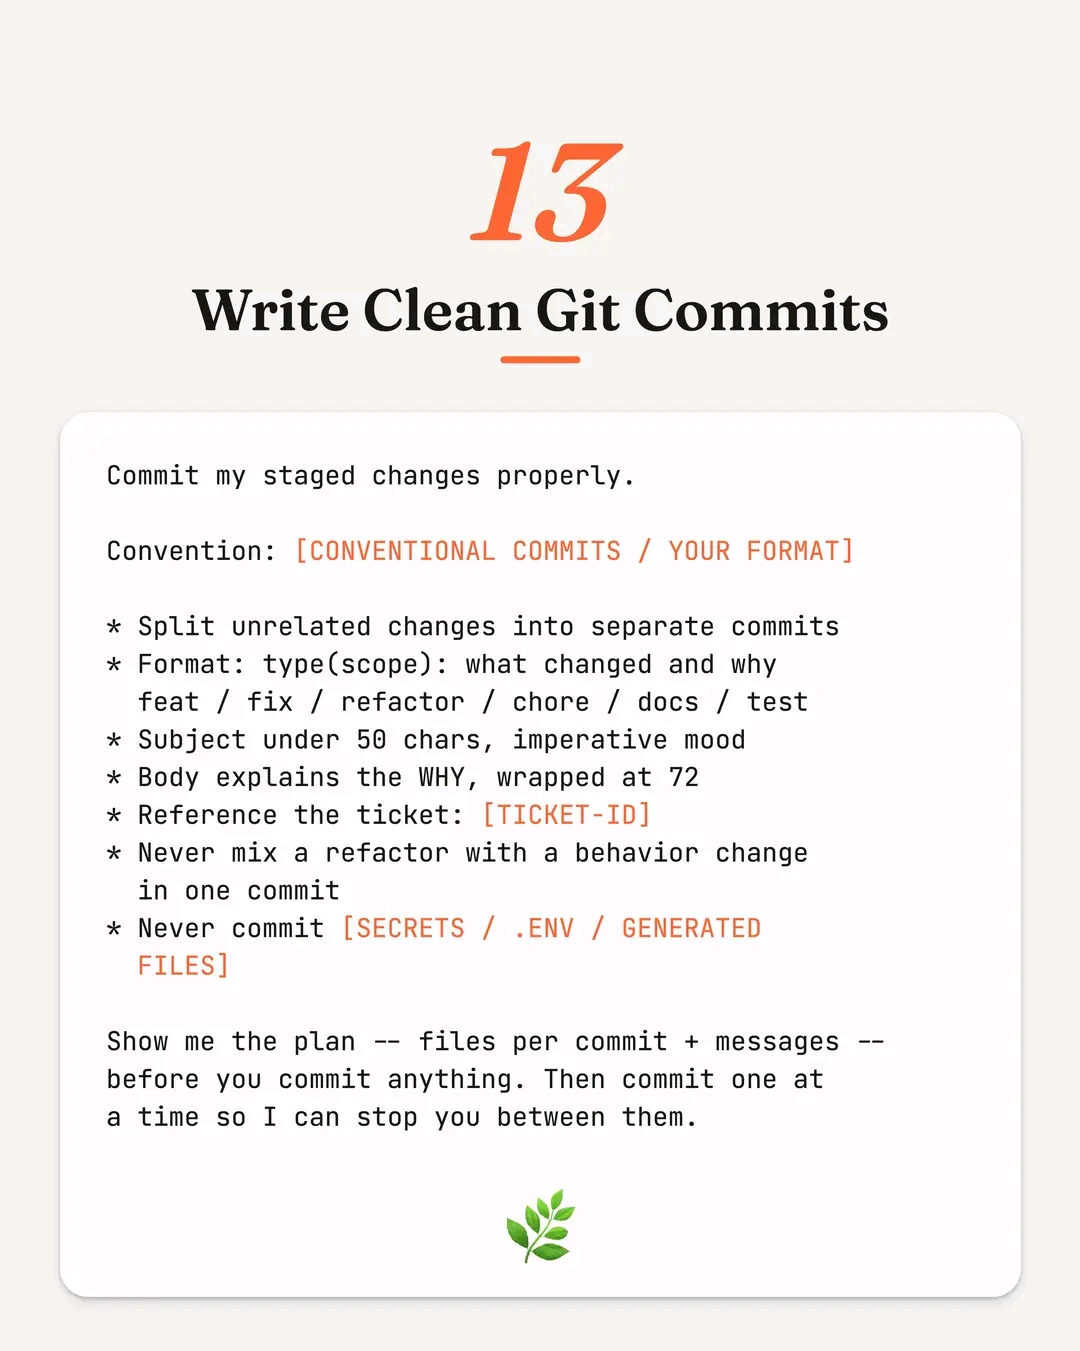 13
Write Clean Git Commits
Commit my staged changes properly.
Convention: [CONVENTIONAL COMMITS / YOUR FORMAT]
* Split unrelated changes into separate commits
* Format: type(scope): what changed and why
feat / fix / refactor / chore / docs / test
* Subject under 50 chars, imperative mood
* Body explains the WHY, wrapped at 72
* Reference the ticket: [TICKET-ID]
* Never mix a refactor with a behavior change
in one commit
* Never commit [SECRETS / .ENV / GENERATED
FILES]
Show me the plan -- files per commit + messages --
before you commit anything. Then commit one at
a time so I can stop you between them.